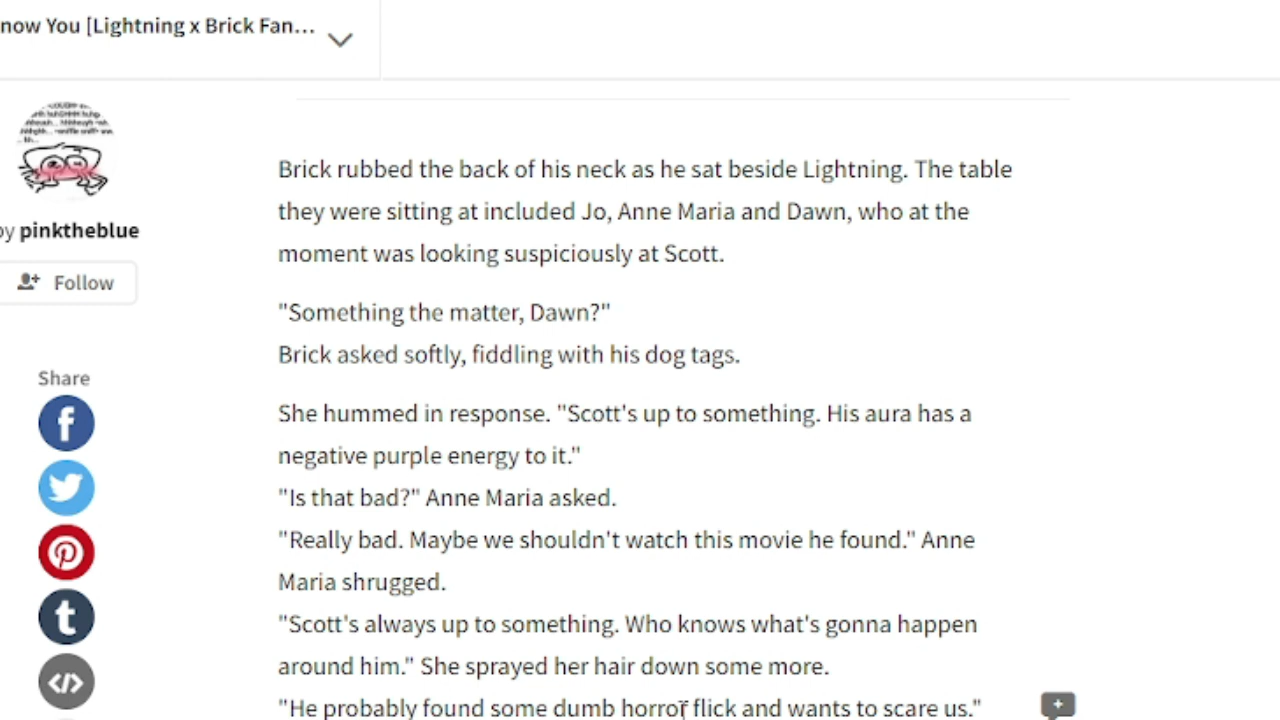 now You [Lightning x Brick Fan...
by pinktheblue
Follow
Share
Brick rubbed the back of his neck as he sat beside Lightning. The table
they were sitting at included Jo, Anne Maria and Dawn, who at the
moment was looking suspiciously at Scott.
"Something the matter, Dawn?"
Brick asked softly, fiddling with his dog tags.
She hummed in response. "Scott's up to something. His aura has a
negative purple energy to it."
"Is that bad?" Anne Maria asked.
"Really bad. Maybe we shouldn't watch this movie he found." Anne
Maria shrugged.
"Scott's always up to something. Who knows what's gonna happen
around him." She sprayed her hair down some more.
"He probably found some dumb horror flick and wants to scare us."